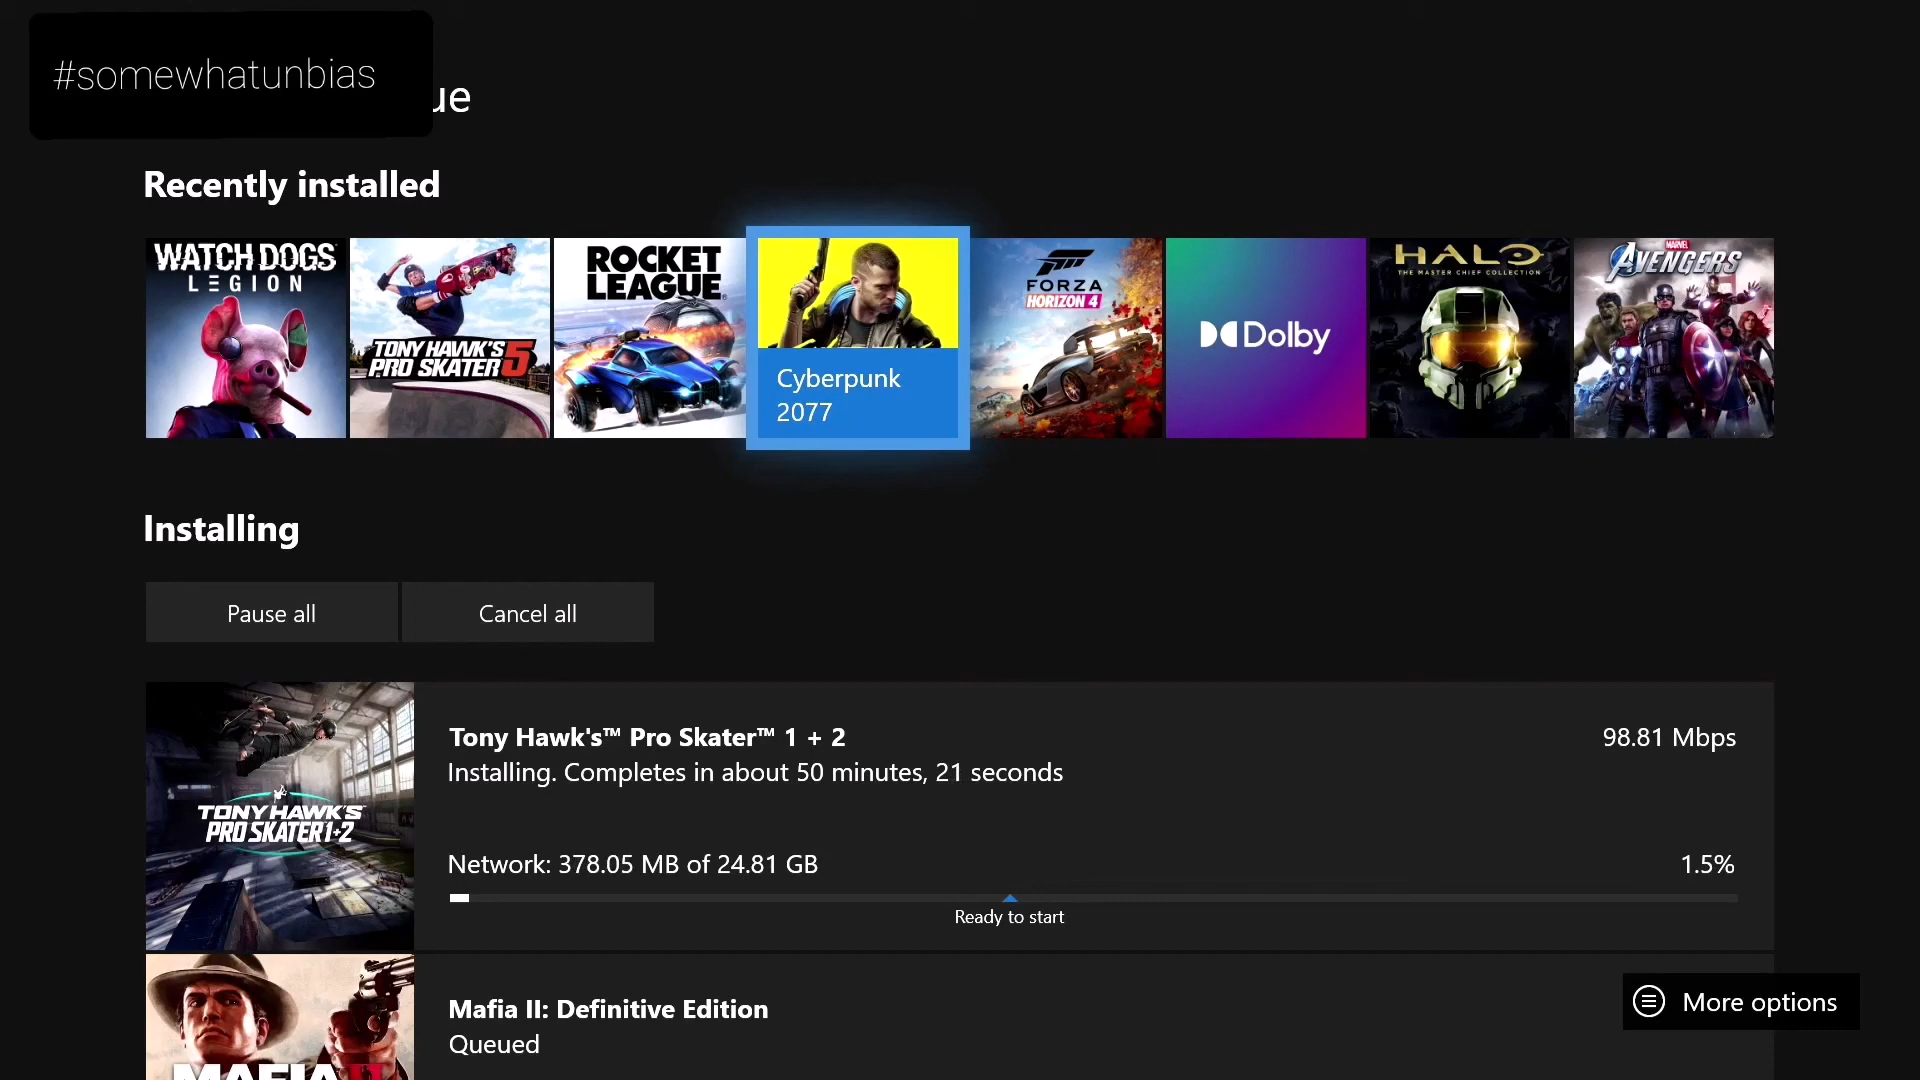 #somewhatunbias
ue
Recently installed
WATCH DOGS
LEGION
TONY HAWK'S
PRO SKATER 5
ROCKET
LEAGUE
Cyberpunk
2077
FORZA
HORIZON 4
Dolby
HALO
THE MASTER CHIEF COLLECTION
MARVEL
AVENGERS
Installing
Pause all
Cancel all
TONY HAWK'S
PRO SKATER 1+2
Tony Hawk's™ Pro Skater™ 1 + 2
98.81 Mbps
Installing. Completes in about 50 minutes, 21 seconds
Network: 378.05 MB of 24.81 GB
1.5%
Ready to start
MAFIA II
Mafia II: Definitive Edition
Queued
More options